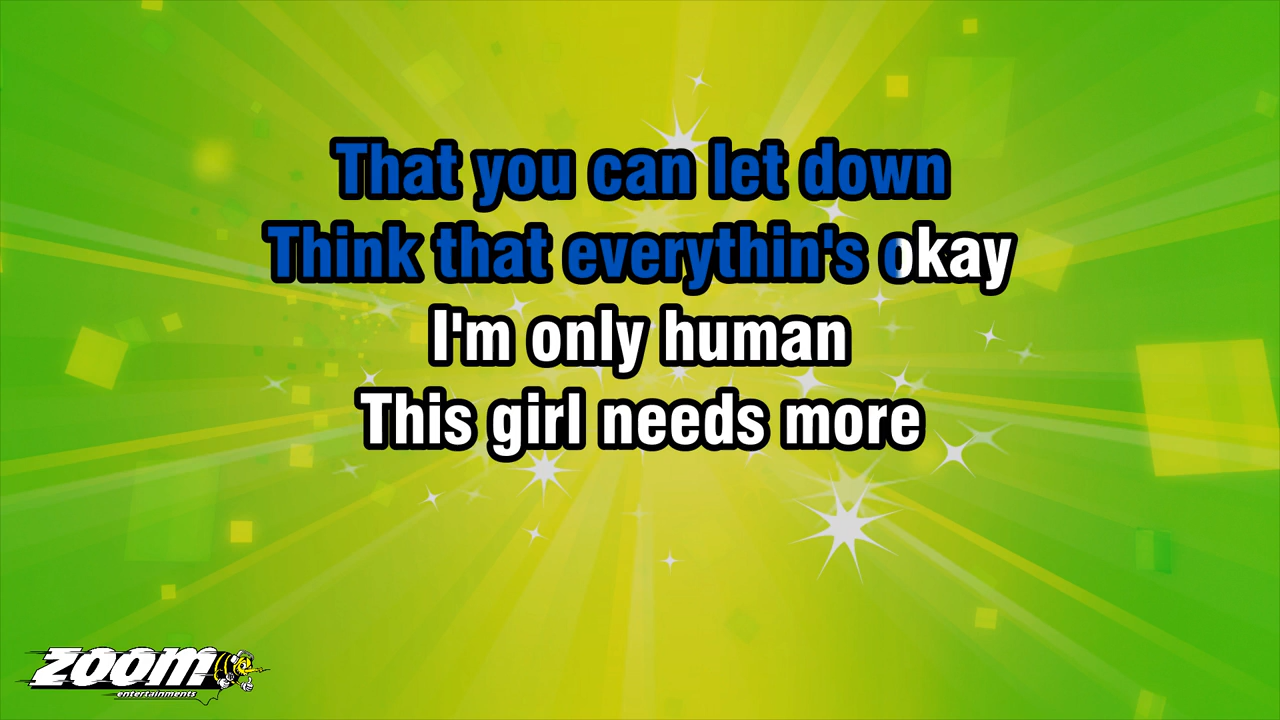 That you can let down
Think that everythin's okay
I'm only human
This girl needs more
zoom
entertainments